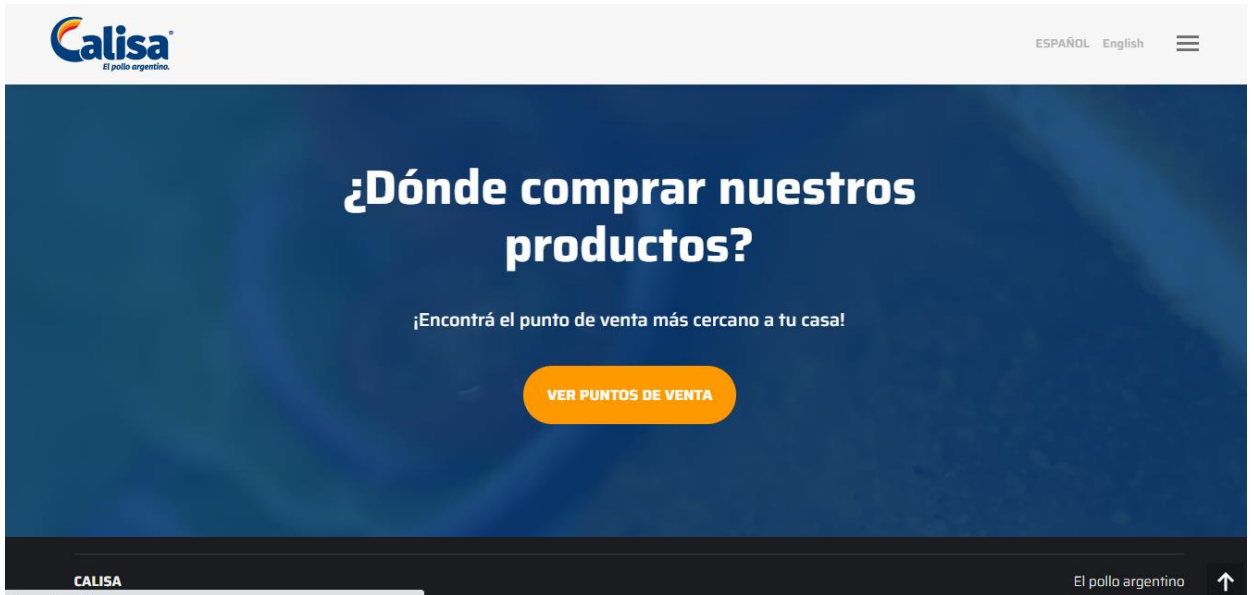 Calisa®
El pollo argentino.
ESPAÑOL English
¿Dónde comprar nuestros
productos?
¡Encontrá el punto de venta más cercano a tu casa!
VER PUNTOS DE VENTA
CALISA
El pollo argentino